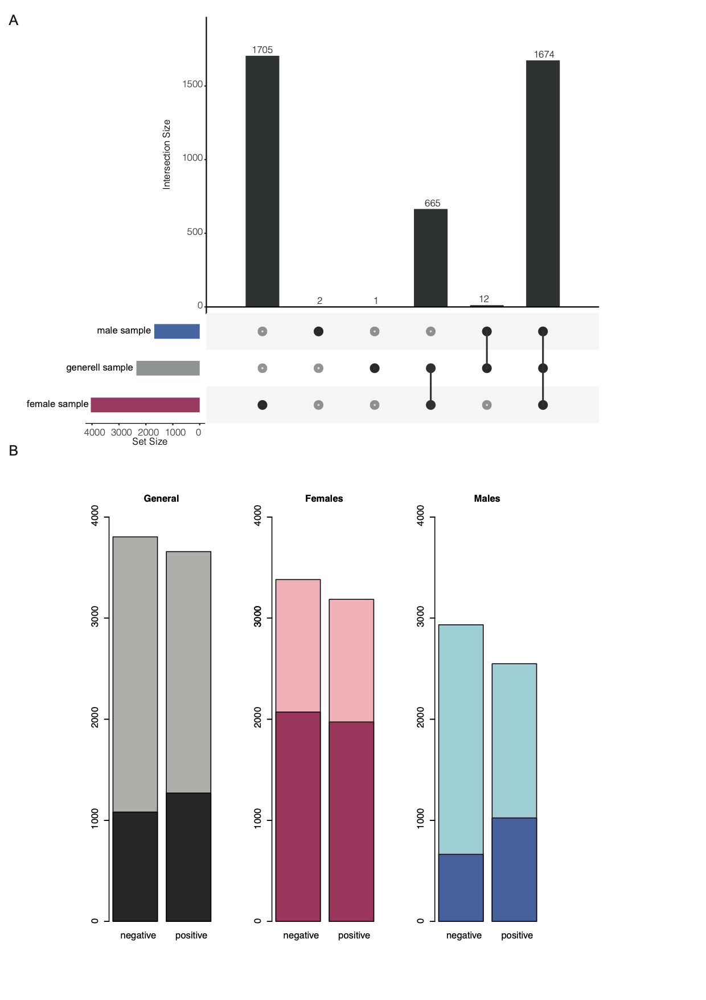 A
1705
1674
1500
Intersection Size
1000
665
500
2
1
12
0
male sample
generell sample
female sample
4000 3000 2000 1000 0
Set Size
B
General
Females
Males
4000
3000
2000
1000
0
negative positive
4000
3000
2000
1000
0
negative positive
4000
3000
2000
1000
0
negative positive